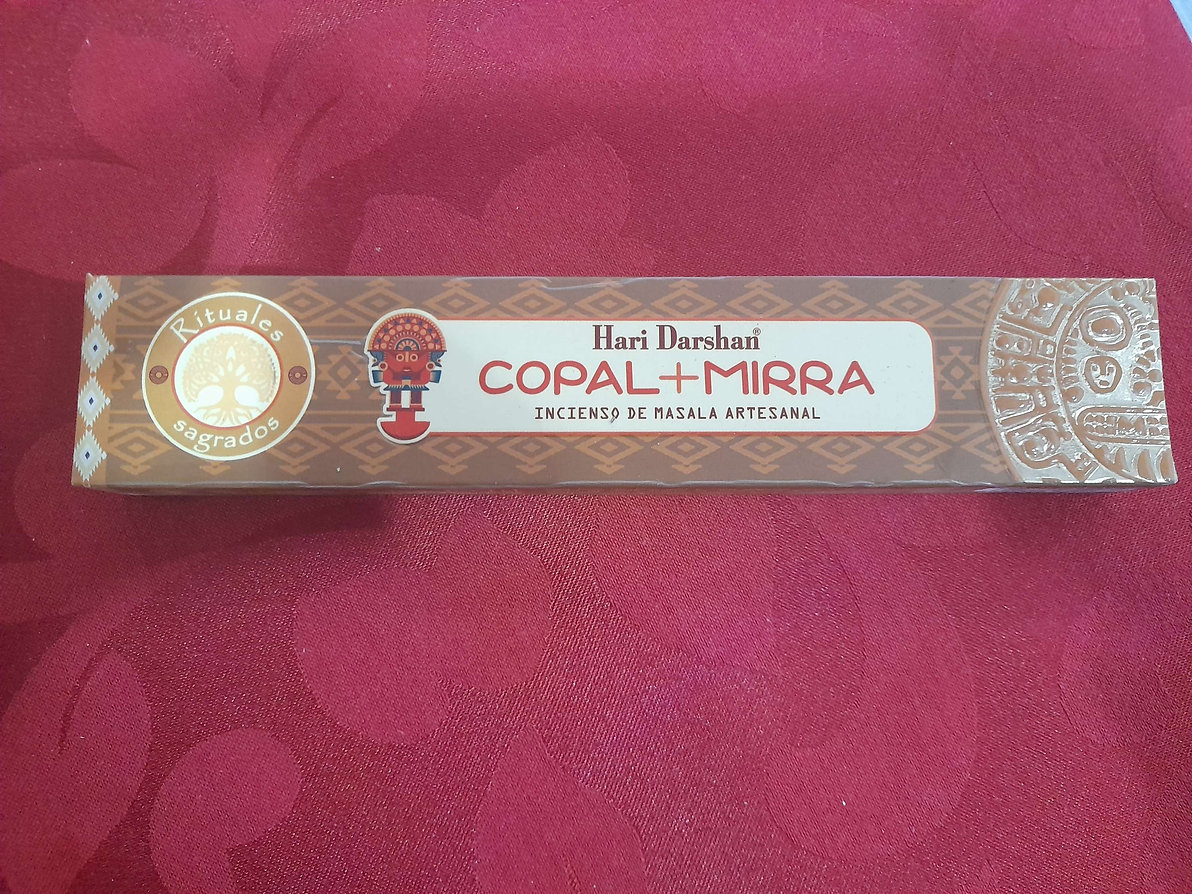 Rituales
sagrados
Hari Darshan®
COPAL+MIRRA
INCIENSO DE MASALA ARTESANAL